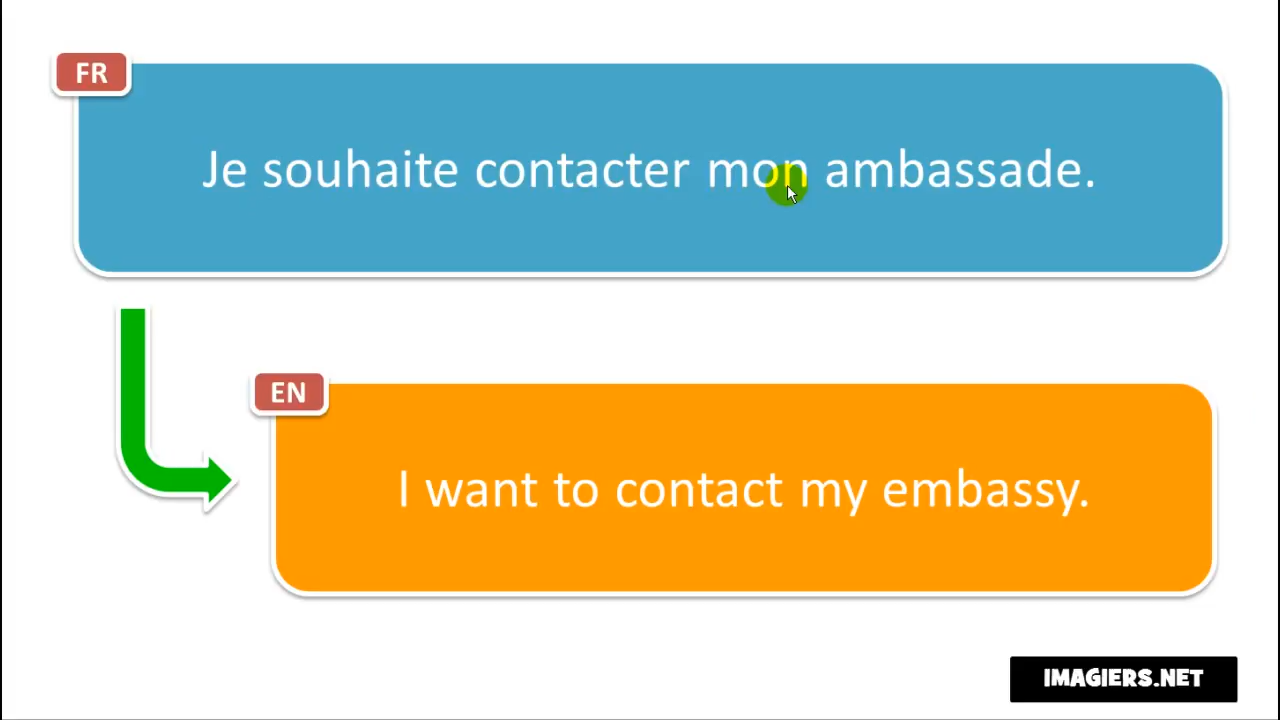 FR
Je souhaite contacter mon ambassade.
EN
I want to contact my embassy.
IMAGIERS.NET